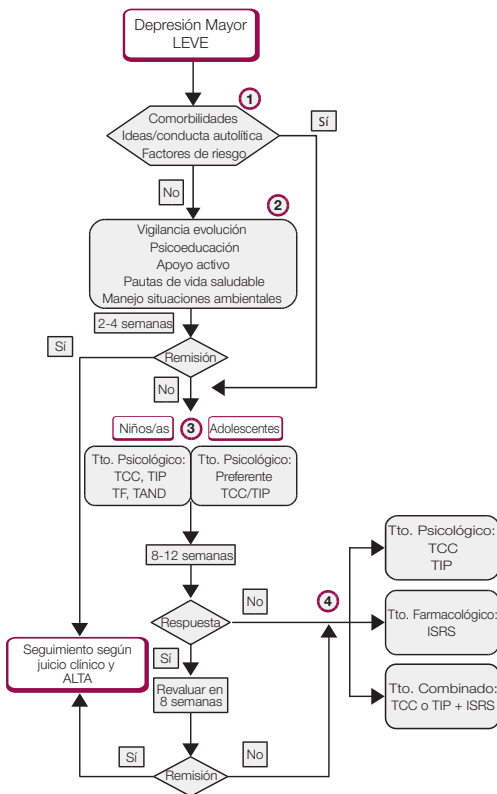 Depresión Mayor
LEVE
1
Comorbilidades
Ideas/conducta autolítica
Factores de riesgo
Sí
No
2
Vigilancia evolución
Psicoeducación
Apoyo activo
Pautas de vida saludable
Manejo situaciones ambientales
2-4 semanas
Sí
Remisión
No
Niños/as
3
Adolescentes
Tto. Psicológico:
TCC, TIP
TF, TAND
Tto. Psicológico:
Preferente
TCC/TIP
8-12 semanas
Respuesta
No
4
Tto. Psicológico:
TCC
TIP
Tto. Farmacológico:
ISRS
Tto. Combinado:
TCC o TIP + ISRS
Sí
Revaluar en
8 semanas
Seguimiento según
juicio clínico y
ALTA
Sí
Remisión
No